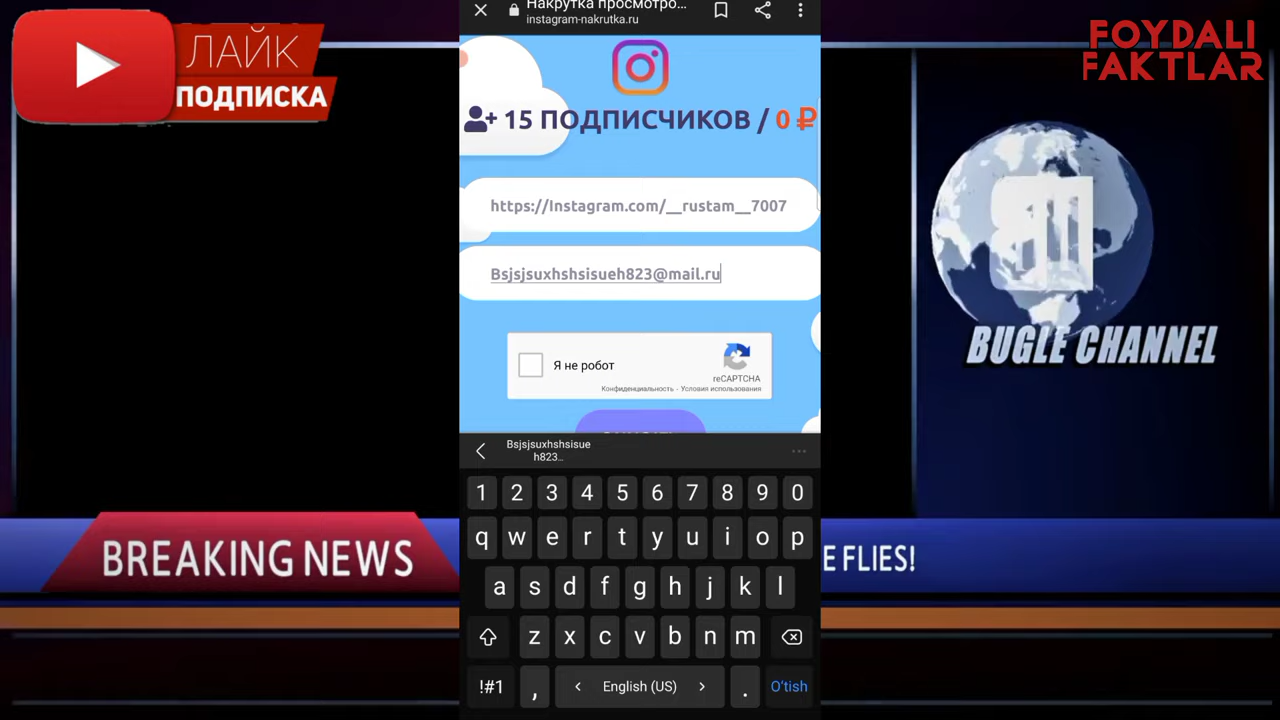 ЛАЙК
ПОДПИСКА
Накрутка просмотро...
instagram-nakrutka.ru
FOYDALI
FAKTLAR
+ 15 ПОДПИСЧИКОВ / 0 ₽
https://Instagram.com/__rustam__7007
Bsjsjsuxhshsisueh823@mail.ru
Я не робот
reCAPTCHA
Конфиденциальность - Условия использования
BUGLE CHANNEL
Bsjsjsuxhshsisue
h823...
1 2 3 4 5 6 7 8 9 0
q w e r t y u i o p
a s d f g h j k l
z x c v b n m
!#1 , < English (US) > . O‘tish
BREAKING NEWS
E FLIES!